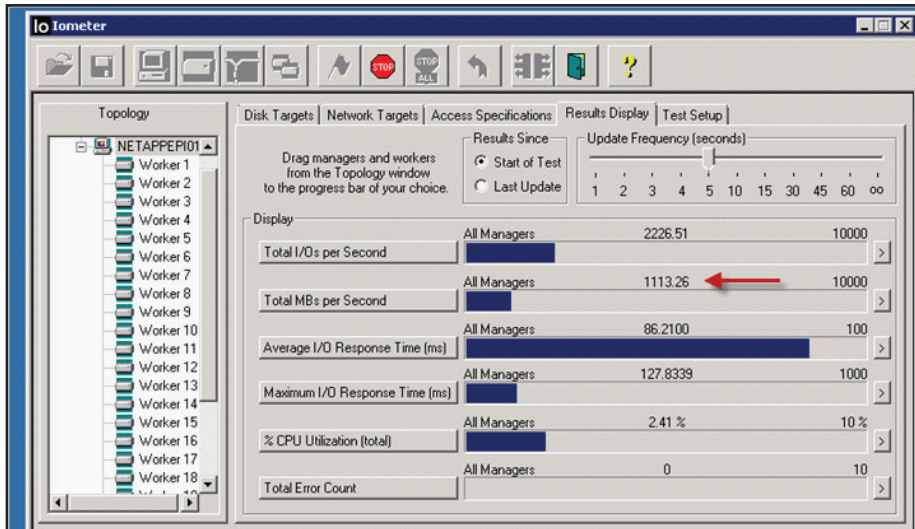 Iometer
STOP
STOP ALL
?
Topology
NETAPPEPI01
Worker 1
Worker 2
Worker 3
Worker 4
Worker 5
Worker 6
Worker 7
Worker 8
Worker 9
Worker 10
Worker 11
Worker 12
Worker 13
Worker 14
Worker 15
Worker 16
Worker 17
Worker 18
Disk Targets Network Targets Access Specifications Results Display Test Setup
Drag managers and workers
from the Topology window
to the progress bar of your choice.
Results Since
Start of Test
Last Update
Update Frequency (seconds)
1 2 3 4 5 10 15 30 45 60 ∞
Display
All Managers 2226.51 10000
Total I/Os per Second >
All Managers 1113.26 10000
Total MBs per Second >
All Managers 86.2100 100
Average I/O Response Time (ms) >
All Managers 127.8339 1000
Maximum I/O Response Time (ms) >
All Managers 2.41 % 10 %
% CPU Utilization (total) >
All Managers 0 10
Total Error Count >